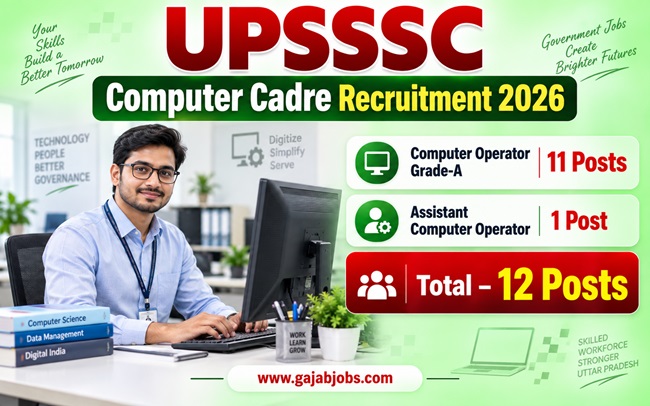 Your
Skills
Build a
Better Tomorrow
UPSSSC
Government Jobs
Create
Brighter Futures
Computer Cadre Recruitment 2026
TECHNOLOGY
PEOPLE
BETTER
GOVERNANCE
Digitize
Simplify
Serve
Computer Operator
Grade-A
11 Posts
Assistant
Computer Operator
1 Post
Total – 12 Posts
Computer Science
Data Management
Digital India
WORK
LEARN
GROW
SKILLED
WORKFORCE
STRONGER
UTTAR PRADESH
www.gajabjobs.com